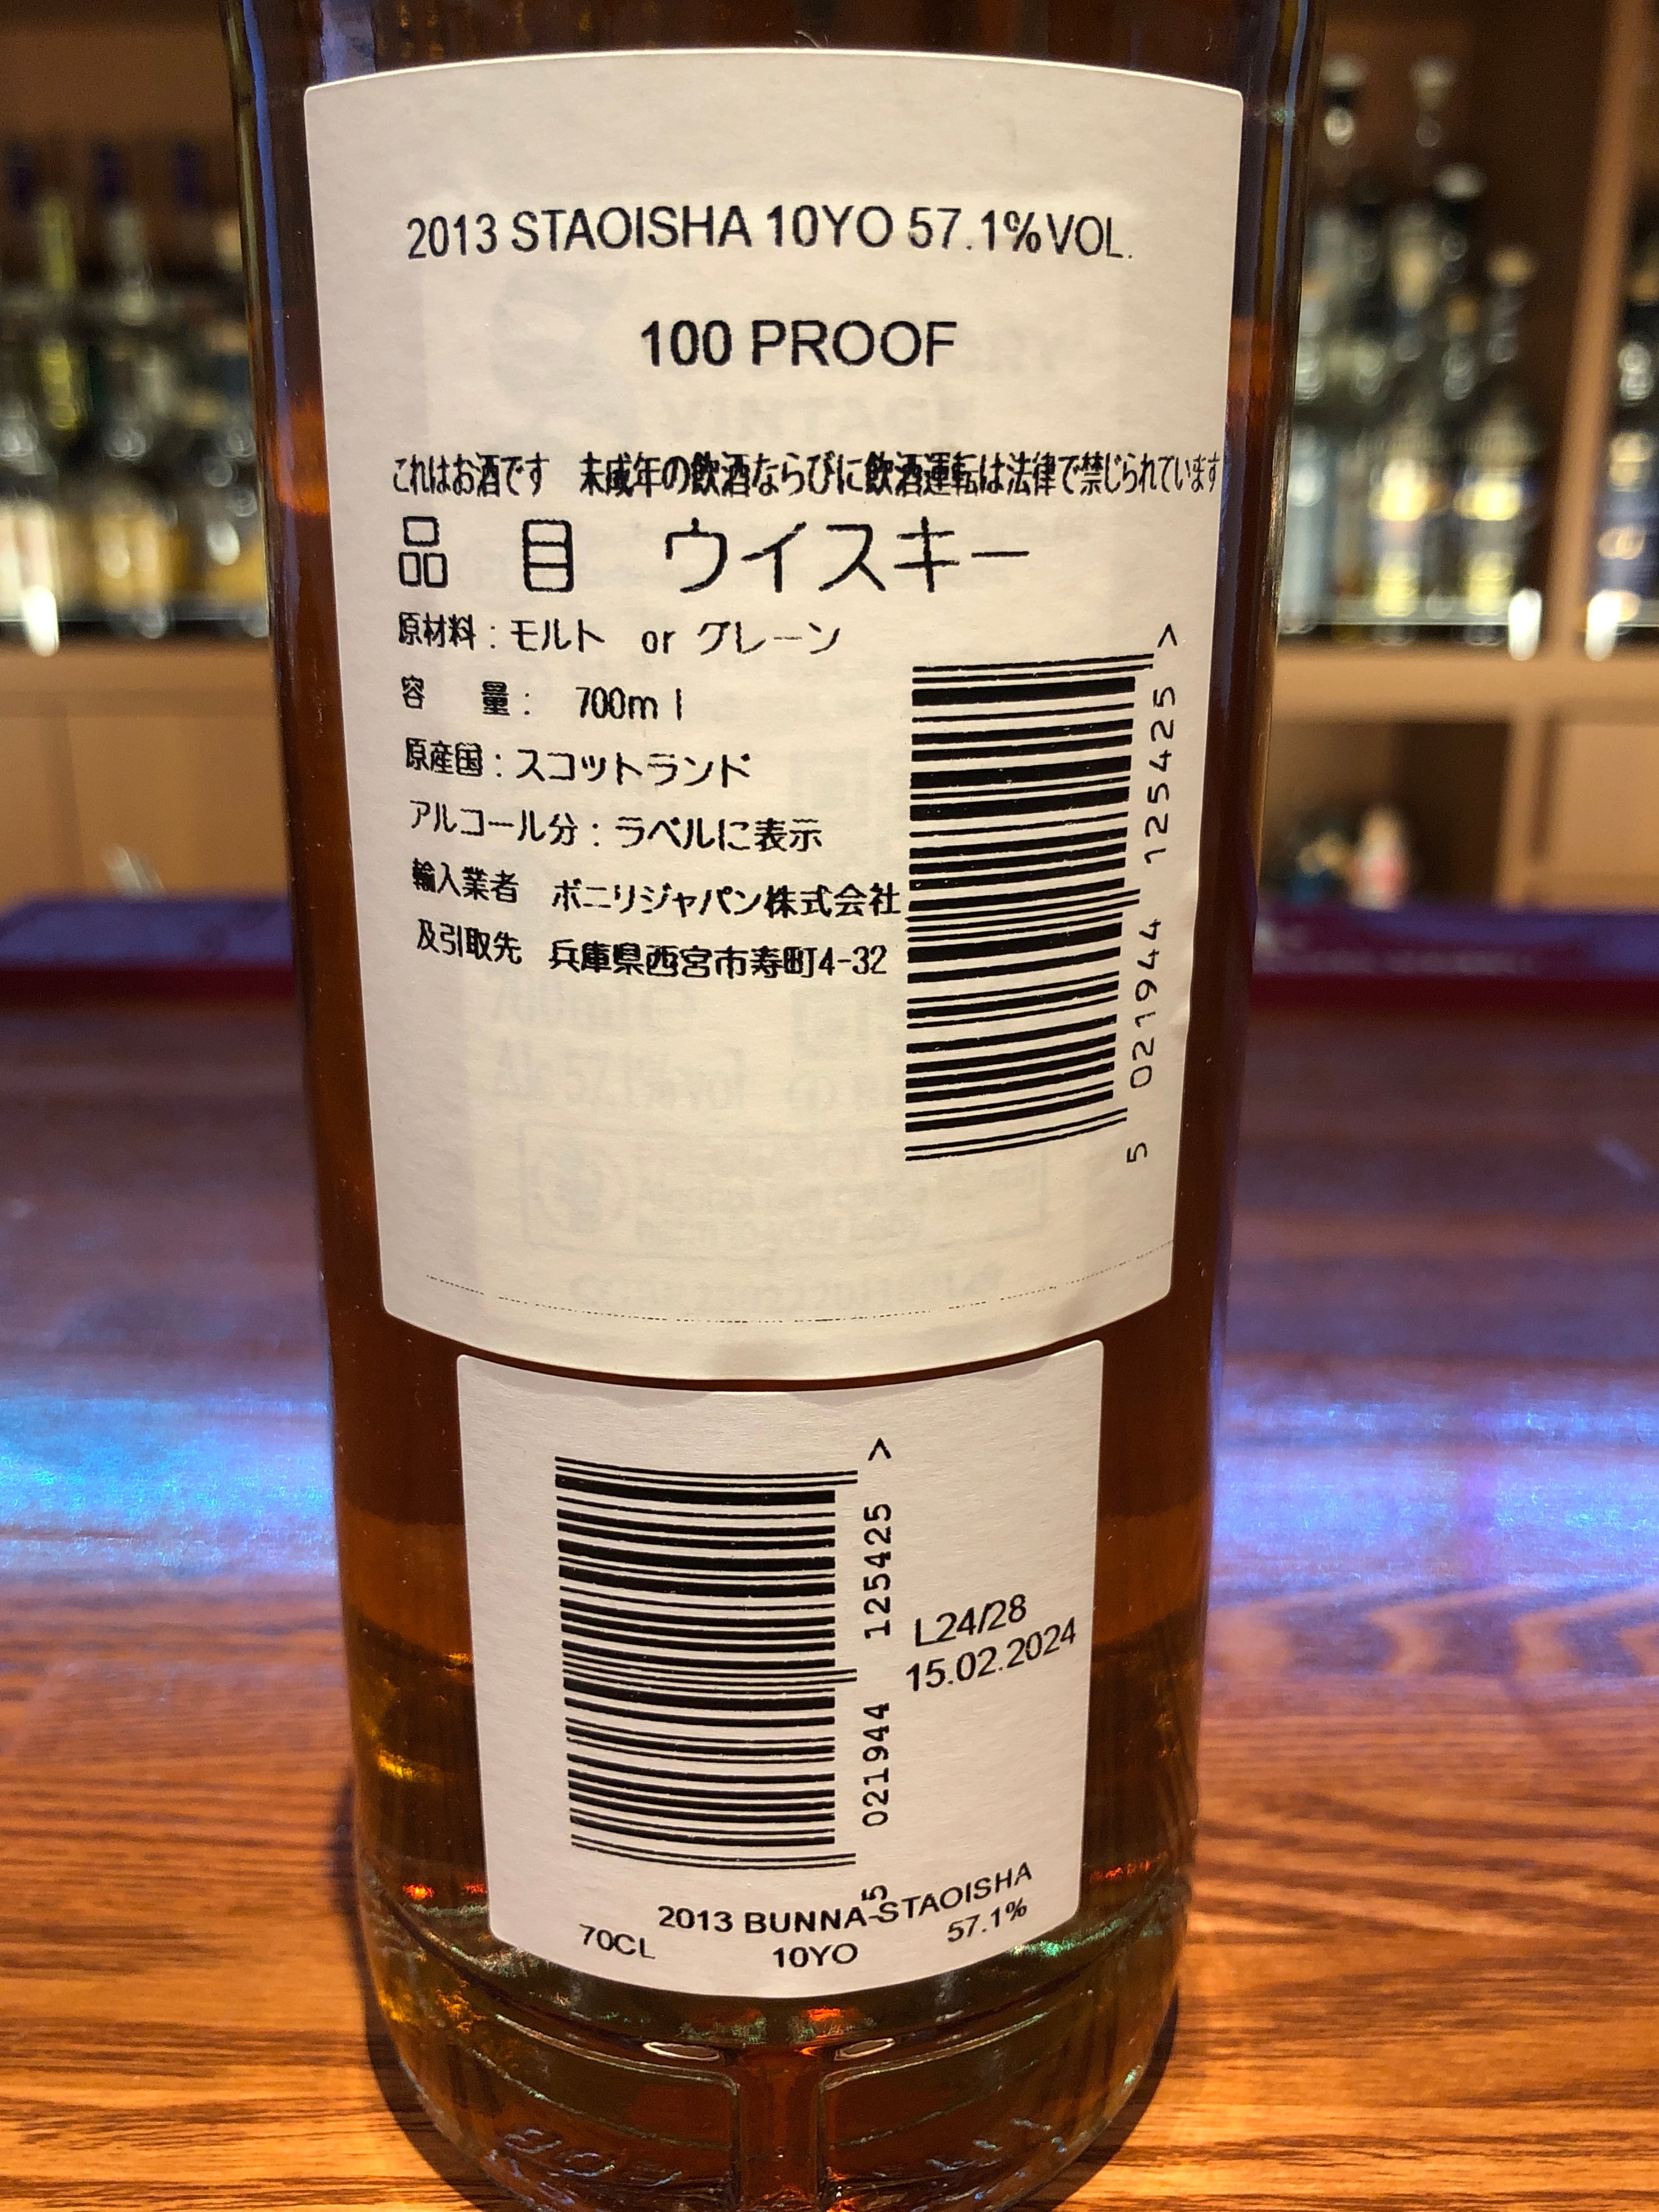 2013 STAOISHA 10YO 57.1%VOL.
100 PROOF
これはお酒です 未成年の飲酒ならびに飲酒運転は法律で禁じられています
品 目 ウイスキー
原材料：モルト or グレーン
容 量： 700ml
原産国：スコットランド
アルコール分：ラベルに表示
輸入業者 ボニリジャパン株式会社
及引取先 兵庫県西宮市寿町4-32
5 021944 125425 >
5 021944 125425 >
L24/28
15.02.2024
2013 BUNNA-STAOISHA
70CL 10YO 57.1%